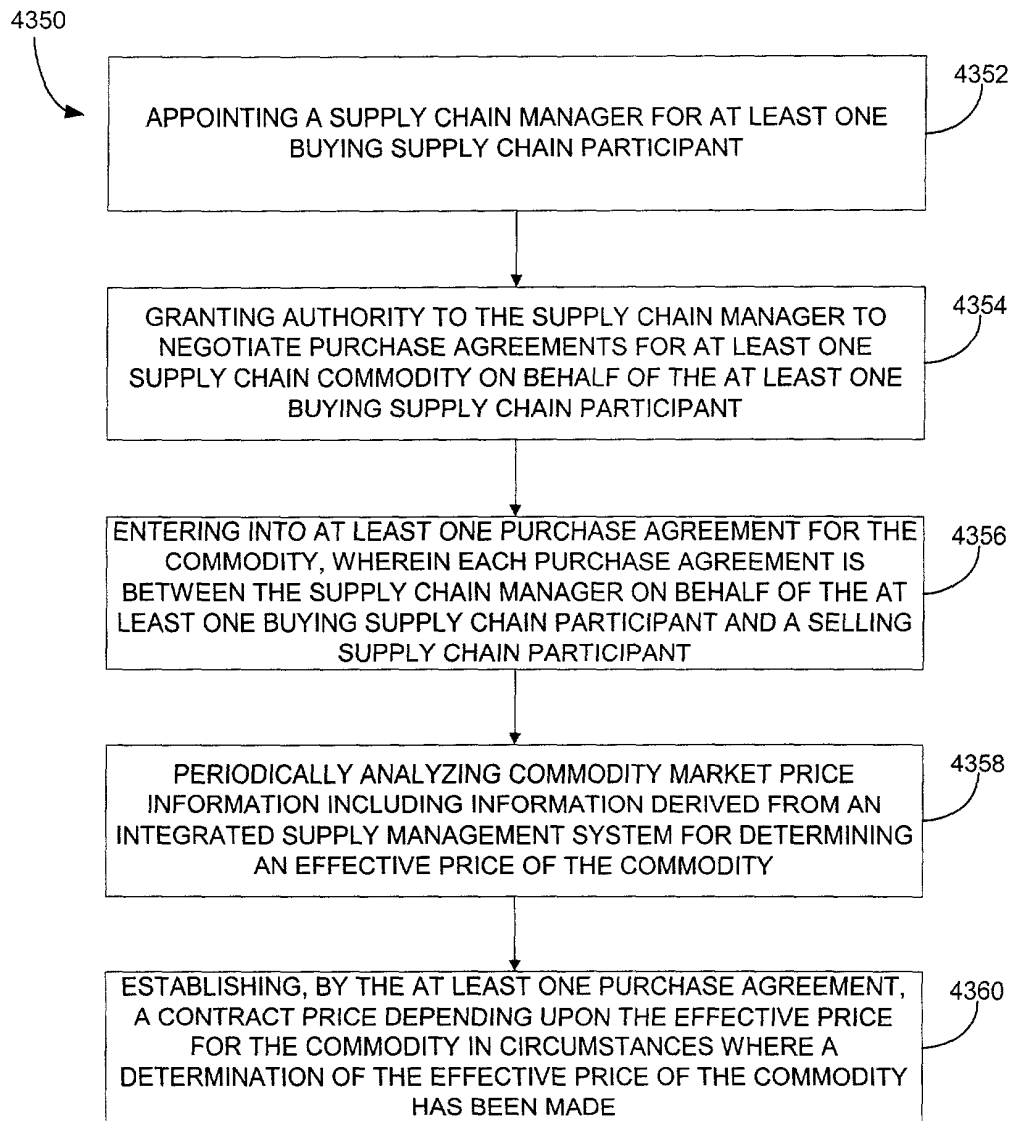 4350
APPOINTING A SUPPLY CHAIN MANAGER FOR AT LEAST ONE
BUYING SUPPLY CHAIN PARTICIPANT
4352
GRANTING AUTHORITY TO THE SUPPLY CHAIN MANAGER TO
NEGOTIATE PURCHASE AGREEMENTS FOR AT LEAST ONE
SUPPLY CHAIN COMMODITY ON BEHALF OF THE AT LEAST ONE
BUYING SUPPLY CHAIN PARTICIPANT
4354
ENTERING INTO AT LEAST ONE PURCHASE AGREEMENT FOR THE
COMMODITY, WHEREIN EACH PURCHASE AGREEMENT IS
BETWEEN THE SUPPLY CHAIN MANAGER ON BEHALF OF THE AT
LEAST ONE BUYING SUPPLY CHAIN PARTICIPANT AND A SELLING
SUPPLY CHAIN PARTICIPANT
4356
PERIODICALLY ANALYZING COMMODITY MARKET PRICE
INFORMATION INCLUDING INFORMATION DERIVED FROM AN
INTEGRATED SUPPLY MANAGEMENT SYSTEM FOR DETERMINING
AN EFFECTIVE PRICE OF THE COMMODITY
4358
ESTABLISHING, BY THE AT LEAST ONE PURCHASE AGREEMENT,
A CONTRACT PRICE DEPENDING UPON THE EFFECTIVE PRICE
FOR THE COMMODITY IN CIRCUMSTANCES WHERE A
DETERMINATION OF THE EFFECTIVE PRICE OF THE COMMODITY
HAS BEEN MADE
4360